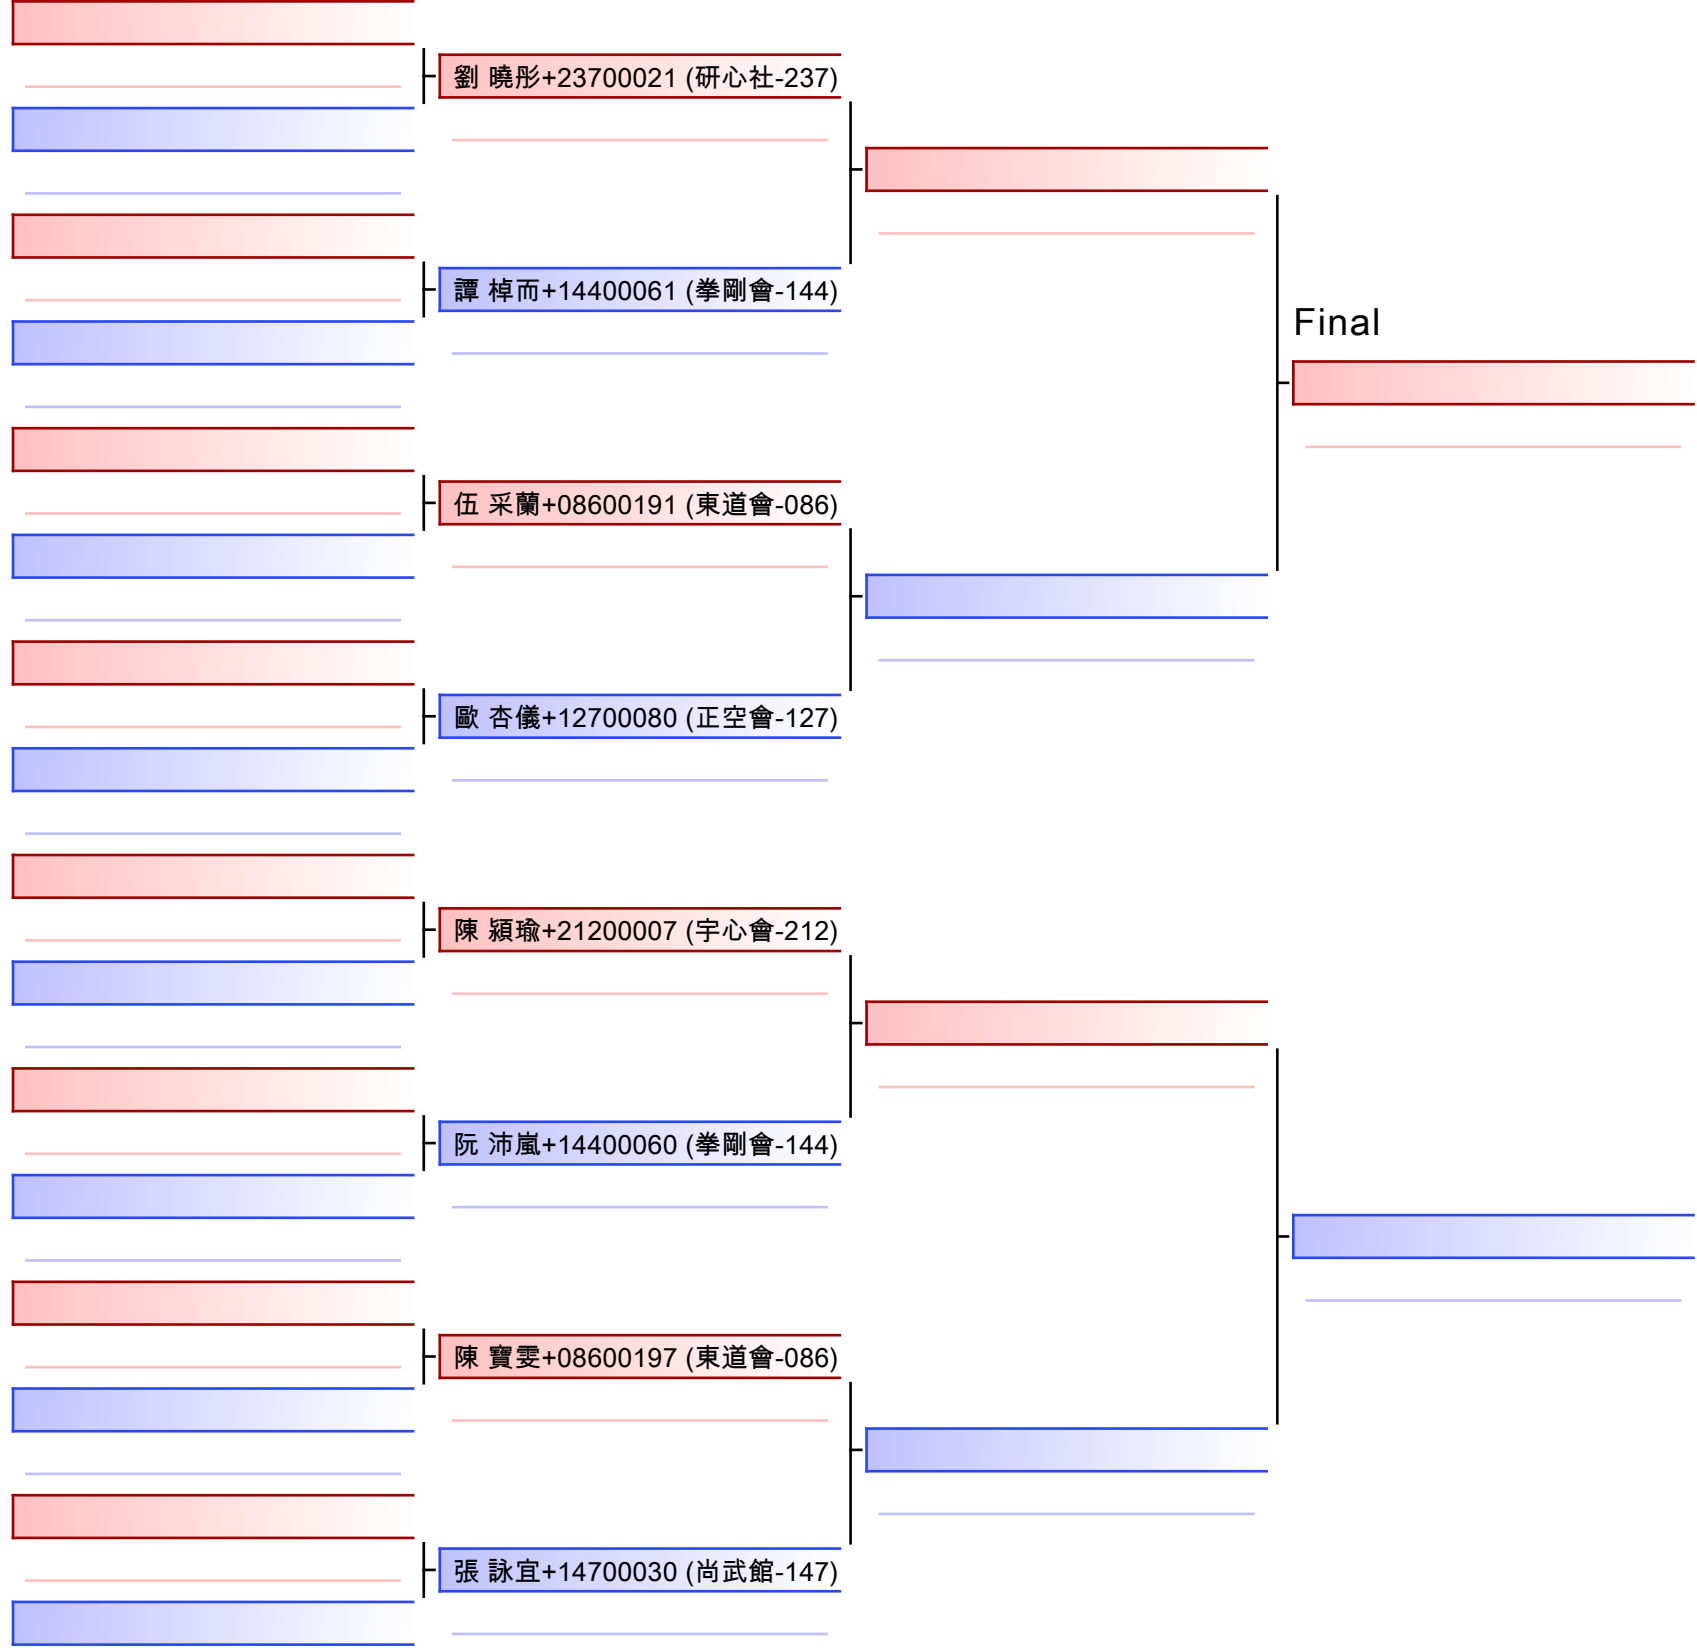 劉 曉彤+23700021 (研心社-237)
譚 棹而+14400061 (拳剛會-144)
Final
伍 采蘭+08600191 (東道會-086)
歐 杏儀+12700080 (正空會-127)
陳 潁瑜+21200007 (宇心會-212)
阮 沛嵐+14400060 (拳剛會-144)
陳 寶雯+08600197 (東道會-086)
張 詠宜+14700030 (尚武館-147)